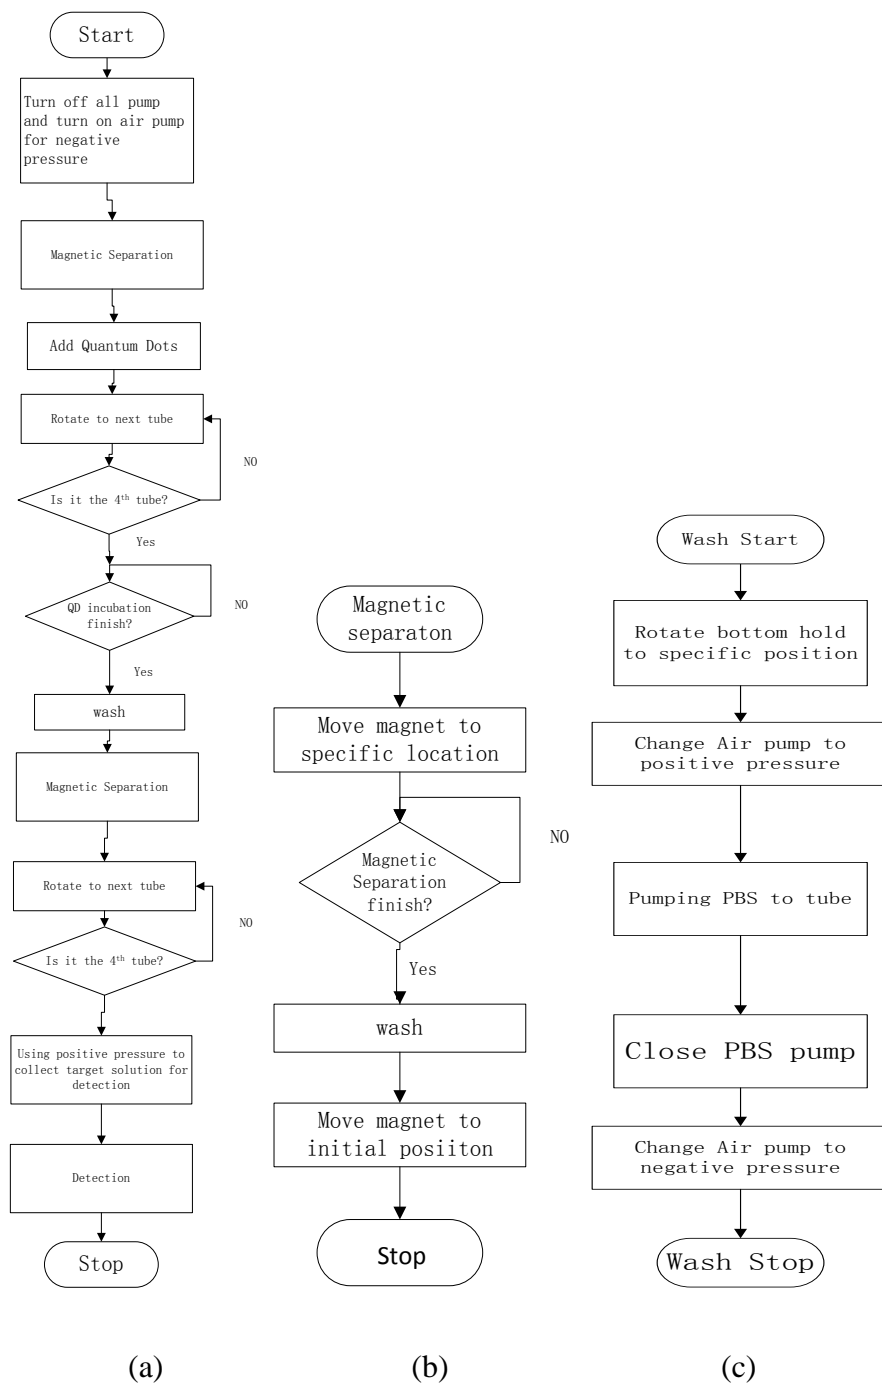 Start
Turn off all pump
and turn on air pump
for negative
pressure
Magnetic Separation
Add Quantum Dots
Rotate to next tube
NO
Is it the 4th tube?
Yes
QD incubation
finish?
NO
Yes
wash
Magnetic Separation
Rotate to next tube
NO
Is it the 4th tube?
Using positive pressure to
collect target solution for
detection
Detection
Stop
(a)
Magnetic
separaton
Move magnet to
specific location
Magnetic
Separation
finish?
NO
Yes
wash
Move magnet to
initial posiiton
Stop
(b)
Wash Start
Rotate bottom hold
to specific position
Change Air pump to
positive pressure
Pumping PBS to tube
Close PBS pump
Change Air pump to
negative pressure
Wash Stop
(c)